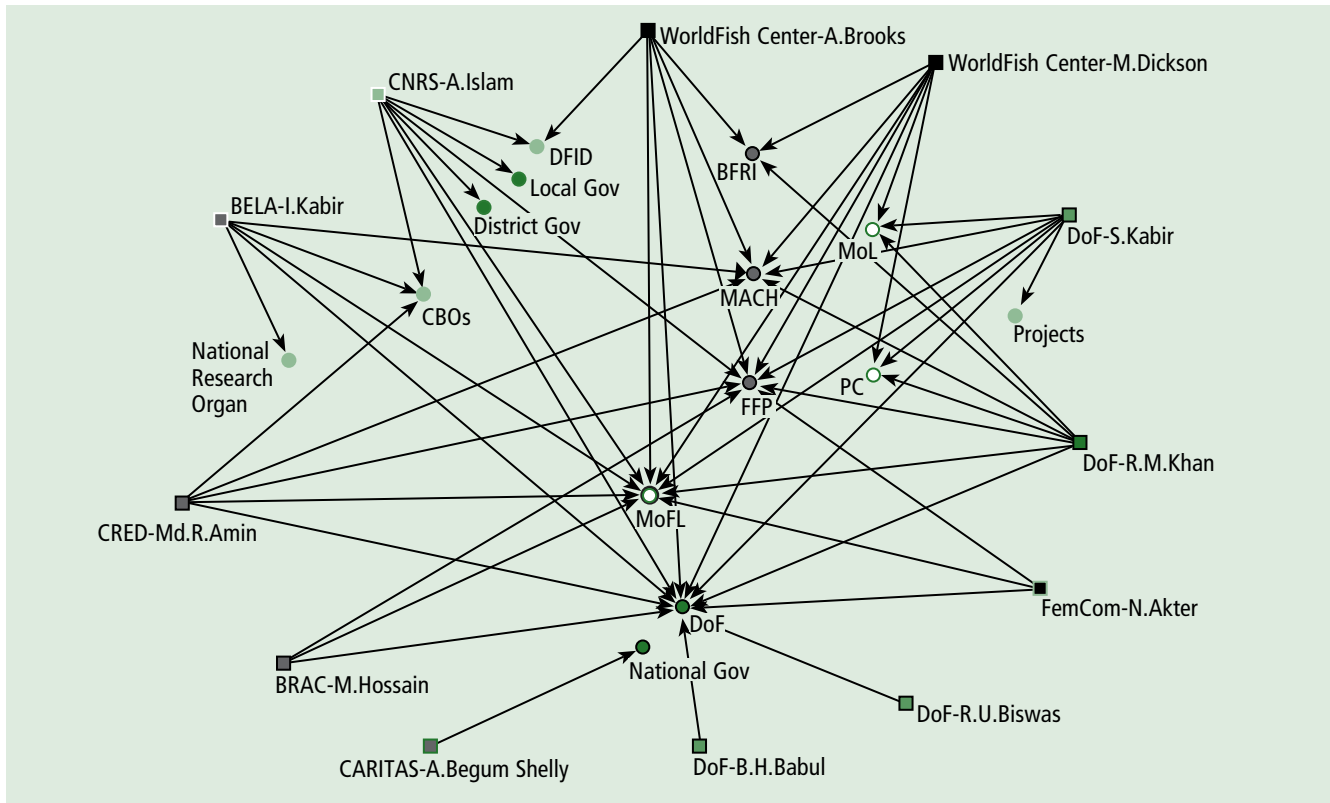 WorldFish Center-A.Brooks
WorldFish Center-M.Dickson
CNRS-A.Islam
DFID
BFRI
Local Gov
BELA-I.Kabir
District Gov
DoF-S.Kabir
MoL
MACH
CBOs
Projects
National
Research
Organ
PC
FFP
DoF-R.M.Khan
MoFL
CRED-Md.R.Amin
FemCom-N.Akter
DoF
National Gov
BRAC-M.Hossain
DoF-R.U.Biswas
CARITAS-A.Begum Shelly
DoF-B.H.Babul